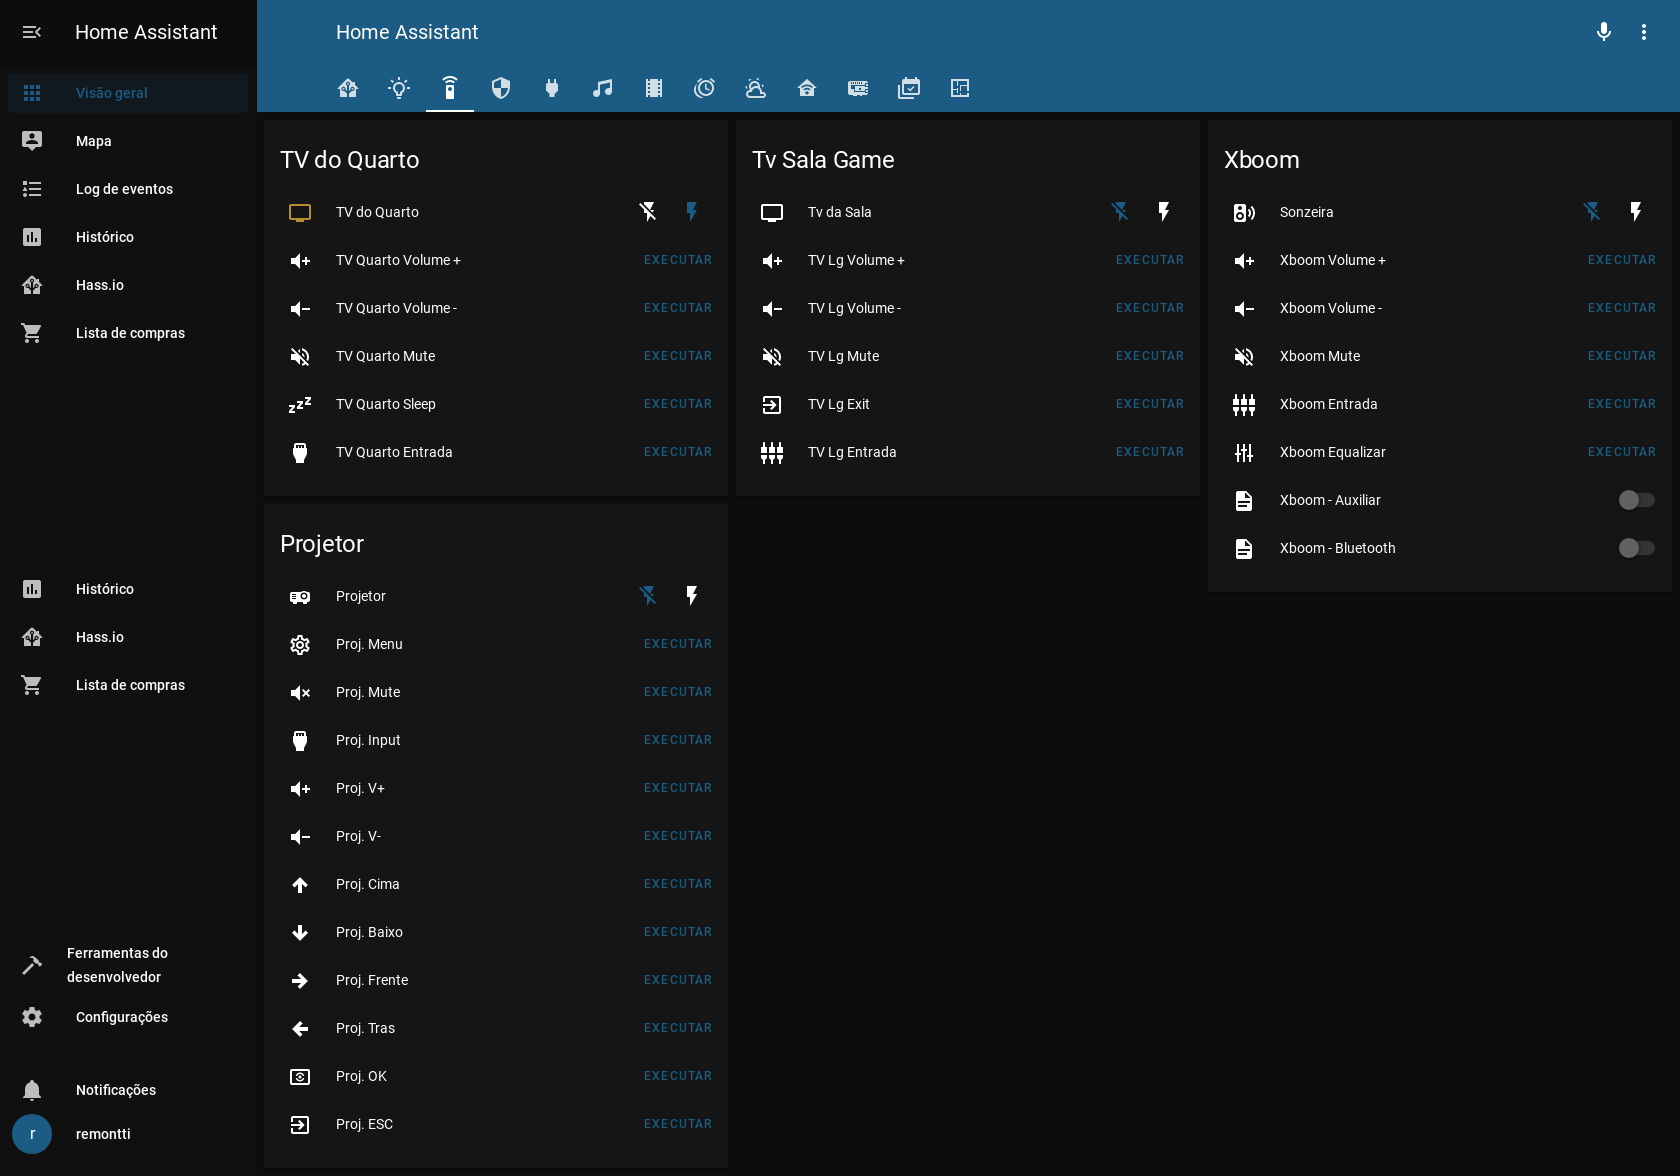 Home Assistant
Visão geral
Mapa
Log de eventos
Histórico
Hass.io
Lista de compras
Histórico
Hass.io
Lista de compras
Ferramentas do
desenvolvedor
Configurações
Notificações
r remontti
Home Assistant
TV do Quarto
TV do Quarto
TV Quarto Volume + EXECUTAR
TV Quarto Volume - EXECUTAR
TV Quarto Mute EXECUTAR
TV Quarto Sleep EXECUTAR
TV Quarto Entrada EXECUTAR
Projetor
Projetor
Proj. Menu EXECUTAR
Proj. Mute EXECUTAR
Proj. Input EXECUTAR
Proj. V+ EXECUTAR
Proj. V- EXECUTAR
Proj. Cima EXECUTAR
Proj. Baixo EXECUTAR
Proj. Frente EXECUTAR
Proj. Tras EXECUTAR
Proj. OK EXECUTAR
Proj. ESC EXECUTAR
Tv Sala Game
Tv da Sala
TV Lg Volume + EXECUTAR
TV Lg Volume - EXECUTAR
TV Lg Mute EXECUTAR
TV Lg Exit EXECUTAR
TV Lg Entrada EXECUTAR
Xboom
Sonzeira
Xboom Volume + EXECUTAR
Xboom Volume - EXECUTAR
Xboom Mute EXECUTAR
Xboom Entrada EXECUTAR
Xboom Equalizar EXECUTAR
Xboom - Auxiliar
Xboom - Bluetooth